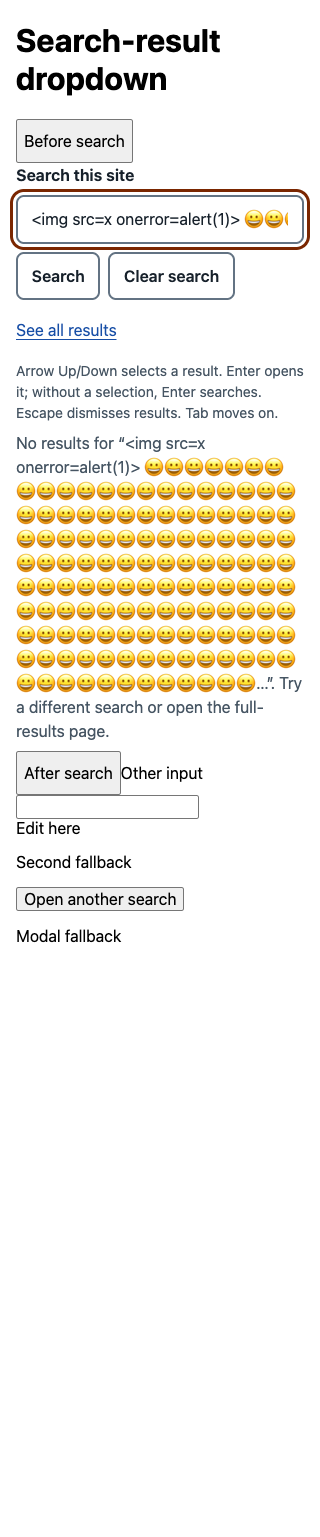 Search-result
dropdown
Before search
Search this site
<img src=x onerror=alert(1)> 😀😀
Search Clear search
See all results
Arrow Up/Down selects a result. Enter opens
it; without a selection, Enter searches.
Escape dismisses results. Tab moves on.
No results for “<img src=x
onerror=alert(1)> 😀😀😀😀😀😀😀
😀😀😀😀😀😀😀😀😀😀😀😀😀😀
😀😀😀😀😀😀😀😀😀😀😀😀😀😀
😀😀😀😀😀😀😀😀😀😀😀😀😀😀
😀😀😀😀😀😀😀😀😀😀😀😀😀😀
😀😀😀😀😀😀😀😀😀😀😀😀😀😀
😀😀😀😀😀😀😀😀😀😀😀😀😀😀
😀😀😀😀😀😀😀😀😀😀😀😀😀😀
😀😀😀😀😀😀😀😀😀😀😀😀😀😀
😀😀😀😀😀😀😀😀😀😀😀😀…”. Try
a different search or open the full-
results page.
After search Other input
Edit here
Second fallback
Open another search
Modal fallback